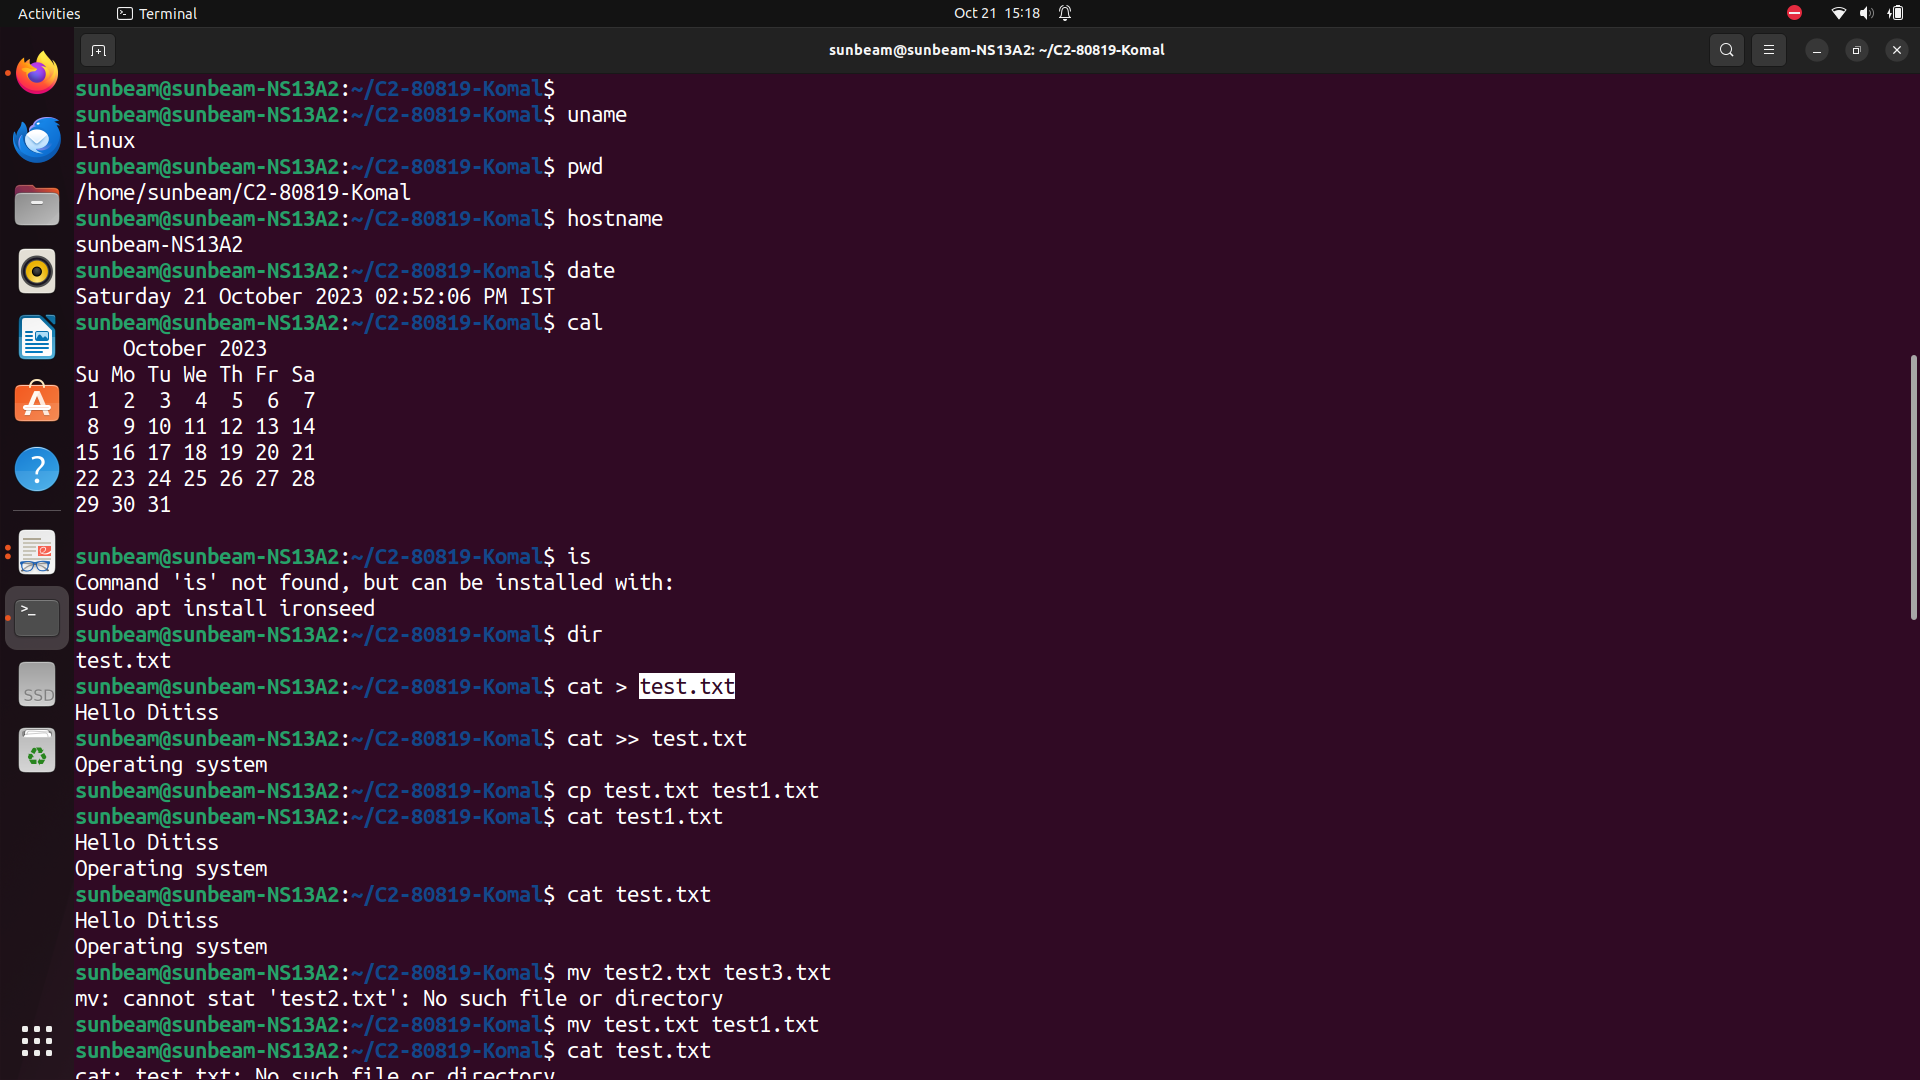 Activities Terminal Oct 21 15:18
sunbeam@sunbeam-NS13A2: ~/C2-80819-Komal
sunbeam@sunbeam-NS13A2:~/C2-80819-Komal$
sunbeam@sunbeam-NS13A2:~/C2-80819-Komal$ uname
Linux
sunbeam@sunbeam-NS13A2:~/C2-80819-Komal$ pwd
/home/sunbeam/C2-80819-Komal
sunbeam@sunbeam-NS13A2:~/C2-80819-Komal$ hostname
sunbeam-NS13A2
sunbeam@sunbeam-NS13A2:~/C2-80819-Komal$ date
Saturday 21 October 2023 02:52:06 PM IST
sunbeam@sunbeam-NS13A2:~/C2-80819-Komal$ cal
    October 2023
Su Mo Tu We Th Fr Sa
 1  2  3  4  5  6  7
 8  9 10 11 12 13 14
15 16 17 18 19 20 21
22 23 24 25 26 27 28
29 30 31
sunbeam@sunbeam-NS13A2:~/C2-80819-Komal$ is
Command 'is' not found, but can be installed with:
sudo apt install ironseed
sunbeam@sunbeam-NS13A2:~/C2-80819-Komal$ dir
test.txt
sunbeam@sunbeam-NS13A2:~/C2-80819-Komal$ cat > test.txt
Hello Ditiss
sunbeam@sunbeam-NS13A2:~/C2-80819-Komal$ cat >> test.txt
Operating system
sunbeam@sunbeam-NS13A2:~/C2-80819-Komal$ cp test.txt test1.txt
sunbeam@sunbeam-NS13A2:~/C2-80819-Komal$ cat test1.txt
Hello Ditiss
Operating system
sunbeam@sunbeam-NS13A2:~/C2-80819-Komal$ cat test.txt
Hello Ditiss
Operating system
sunbeam@sunbeam-NS13A2:~/C2-80819-Komal$ mv test2.txt test3.txt
mv: cannot stat 'test2.txt': No such file or directory
sunbeam@sunbeam-NS13A2:~/C2-80819-Komal$ mv test.txt test1.txt
sunbeam@sunbeam-NS13A2:~/C2-80819-Komal$ cat test.txt
cat: test.txt: No such file or directory
SSD